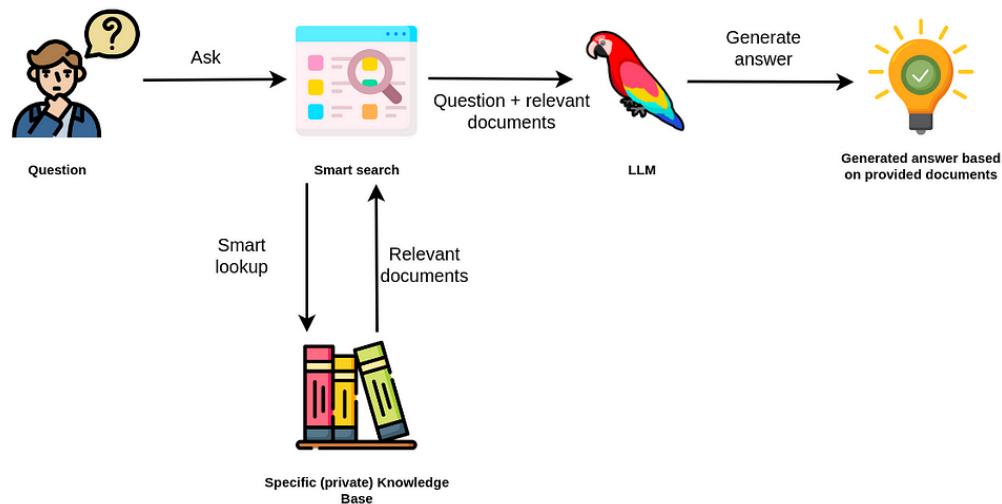 ?
Ask
Question + relevant
documents
Generate
answer
Question
Smart search
LLM
Generated answer based
on provided documents
Smart
lookup
Relevant
documents
Specific (private) Knowledge
Base